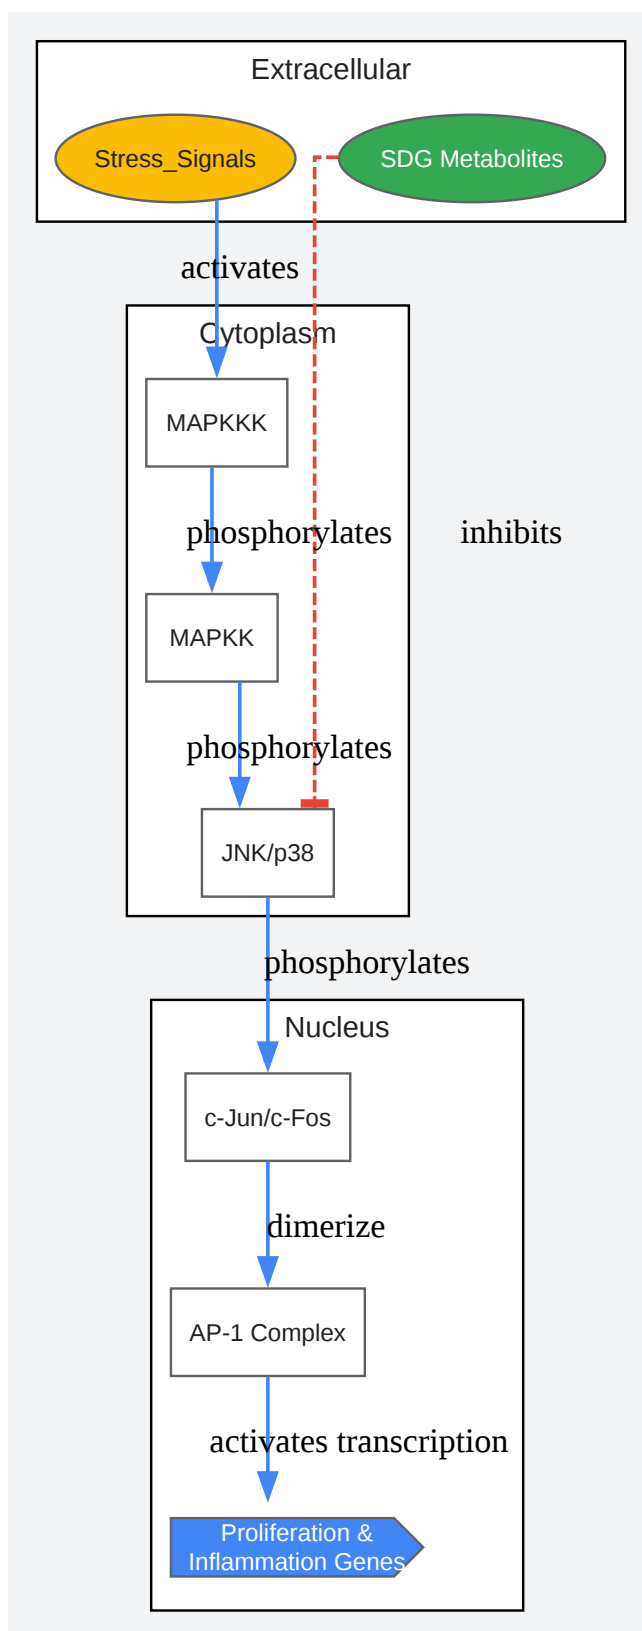 Extracellular
Stress_Signals
SDG Metabolites
activates
Cytoplasm
MAPKKK
phosphorylates
inhibits
MAPKK
phosphorylates
JNK/p38
phosphorylates
Nucleus
c-Jun/c-Fos
dimerize
AP-1 Complex
activates transcription
Proliferation &
Inflammation Genes